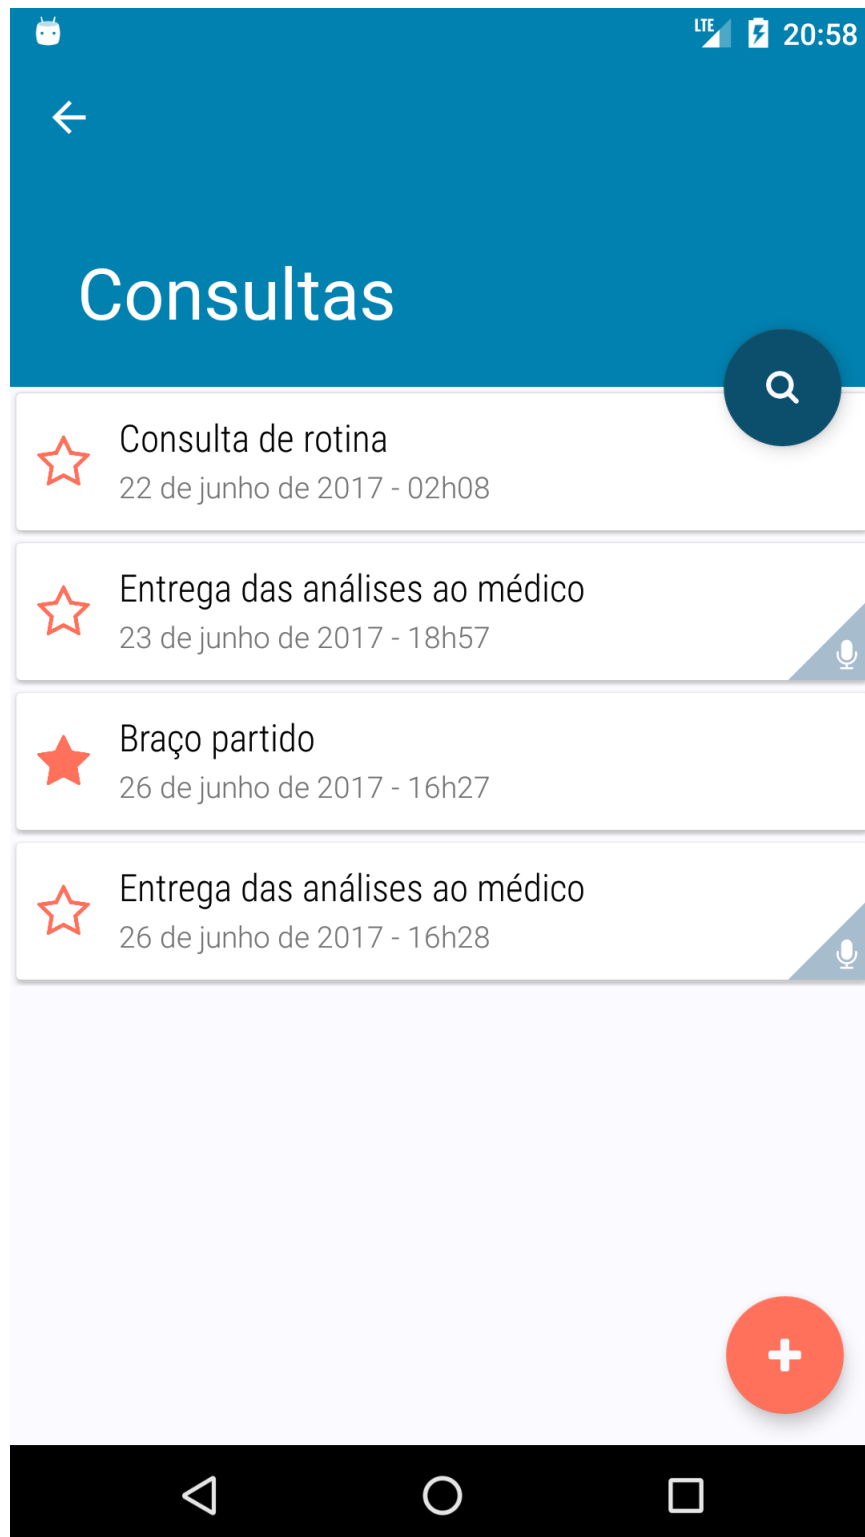 LTE 20:58
Consultas
Consulta de rotina
22 de junho de 2017 - 02h08
Entrega das análises ao médico
23 de junho de 2017 - 18h57
Braço partido
26 de junho de 2017 - 16h27
Entrega das análises ao médico
26 de junho de 2017 - 16h28